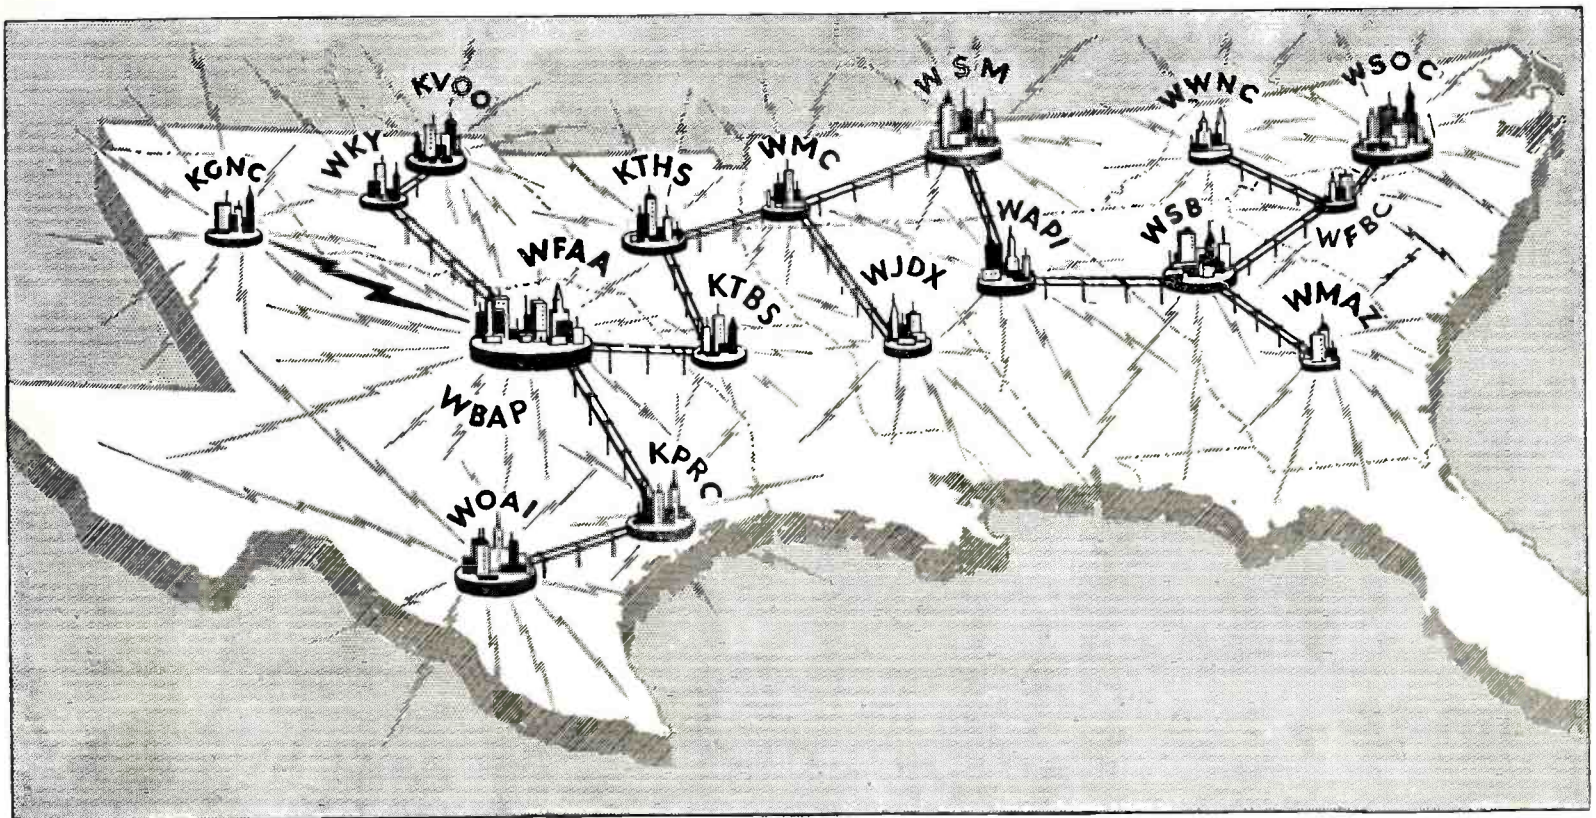 KVOO
WSM
WWNC
WSOC
KGNC
WKY
KTHS
WMC
WFAA
KTBS
WJDX
WAPI
WSB
WFBC
WMAZ
WBAP
KPRC
WOAI